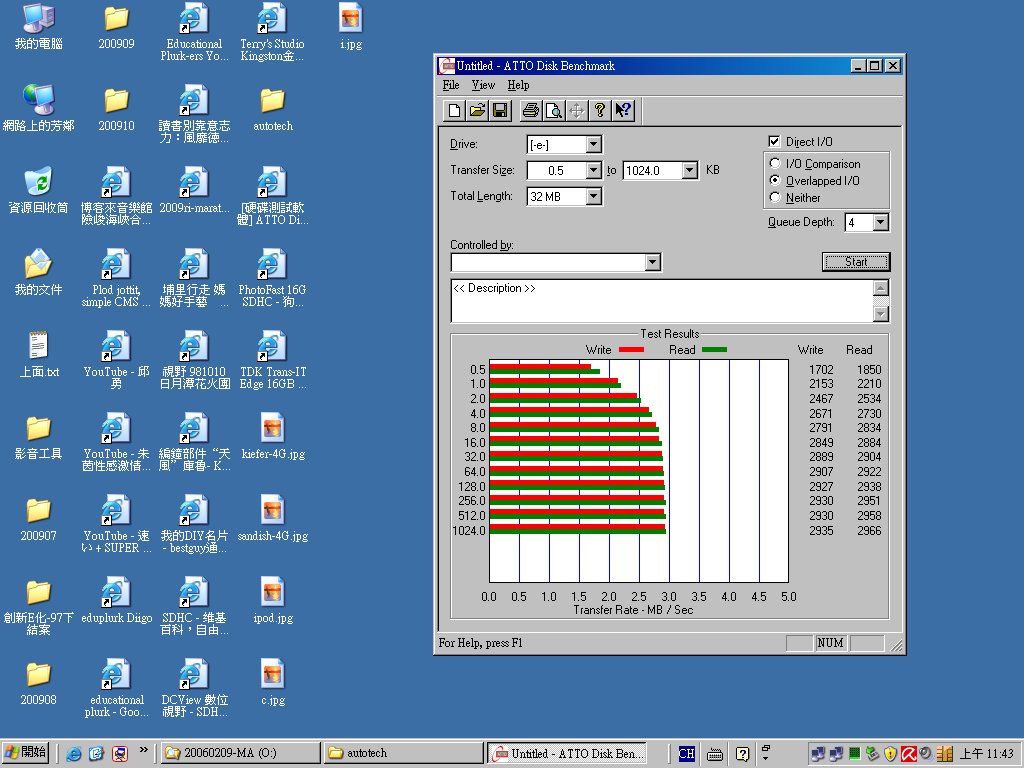 我的電腦
200909
Educational
Plurk-ers Yo...
Terry's Studio
Kingston金...
i.jpg
網路上的芳鄰
200910
讀書別靠意志
力：風靡德...
autotech
資源回收筒
博客來音樂館
險峻海峽合...
2009ri-marat...
[硬碟測試軟
體] ATTO Di...
我的文件
Plod jottit,
simple CMS ...
埔里行走 媽
媽好手藝 ...
PhotoFast 16G
SDHC - 狗...
上面.txt
YouTube - 邱
勇
視野 981010
日月潭花火團
TDK Trans-IT
Edge 16GB ...
影音工具
YouTube - 朱
茵性感激情...
編鐘部件“天
風”庫魯- K...
kiefer-4G.jpg
200907
YouTube - 速
い + SUPER ...
我的DIY名片
- bestguy通...
sandish-4G.jpg
創新E化-97下
結案
eduplurk Diigo
SDHC - 維基
百科，自由...
ipod.jpg
200908
educational
plurk - Goo...
DCView 數位
視野 - SDH...
c.jpg
Untitled - ATTO Disk Benchmark
File View Help
Drive: [-e-]
Transfer Size: 0.5 to 1024.0 KB
Total Length: 32 MB
Direct I/O
I/O Comparison
Overlapped I/O
Neither
Queue Depth: 4
Controlled by:
Start
<< Description >>
Test Results
Write Read Write Read
0.5 1702 1850
1.0 2153 2210
2.0 2467 2534
4.0 2671 2730
8.0 2791 2834
16.0 2849 2884
32.0 2889 2904
64.0 2907 2922
128.0 2927 2938
256.0 2930 2951
512.0 2930 2958
1024.0 2935 2966
0.0 0.5 1.0 1.5 2.0 2.5 3.0 3.5 4.0 4.5 5.0
Transfer Rate - MB / Sec
For Help, press F1
NUM
開始
20060209-MA (O:)
autotech
Untitled - ATTO Disk Ben...
CH
上午 11:43